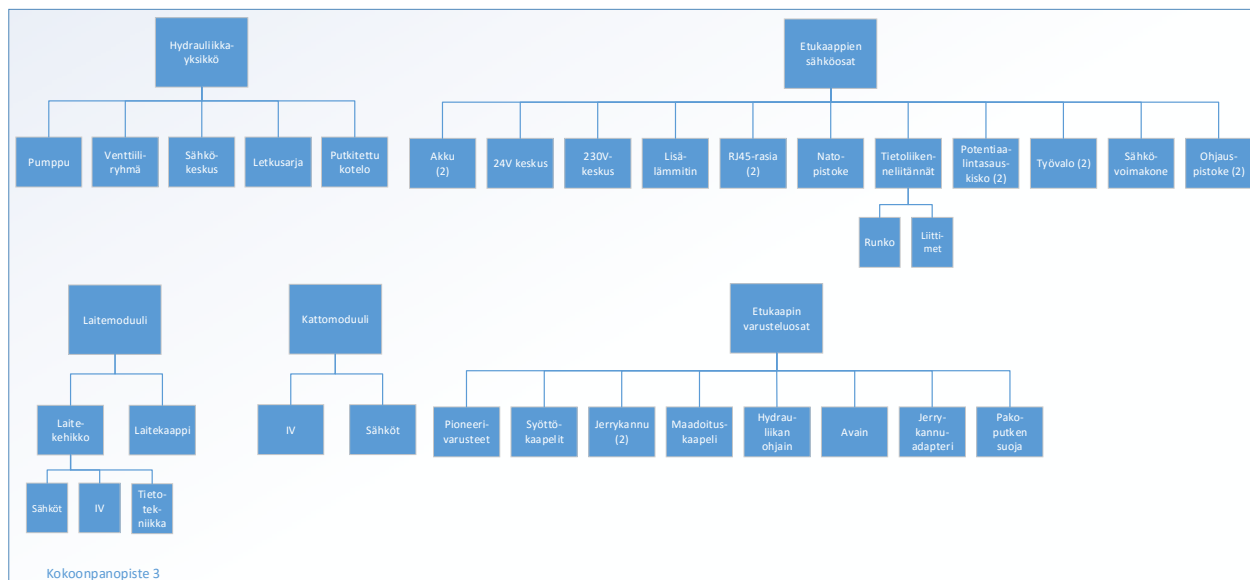 Hydrauliikka-
yksikkö
Pumppu
Venttiili-
ryhmä
Sähkö-
keskus
Letkusarja
Putkitettu
kotelo
Etukaappien
sähköosat
Akku
(2)
24V keskus
230V-
keskus
Lisä-
lämmitin
RJ45-rasia
(2)
Nato-
pistoke
Tietoliiken-
neliitännät
Potentiaa-
lintasaus-
kisko (2)
Työvalo (2)
Sähkö-
voimakone
Ohjaus-
pistoke (2)
Runko
Liitti-
met
Laitemoduuli
Laite-
kehikko
Laitekaappi
Sähköt
IV
Tieto-
tek-
niikka
Kattomoduuli
IV
Sähköt
Etukaapin
varusteluosat
Pioneeri-
varusteet
Syöttö-
kaapelit
Jerrykannu
(2)
Maadoitus-
kaapeli
Hydrau-
liikan
ohjain
Avain
Jerry-
kannu-
adapteri
Pako-
putken
suoja
Kokoonpanopiste 3